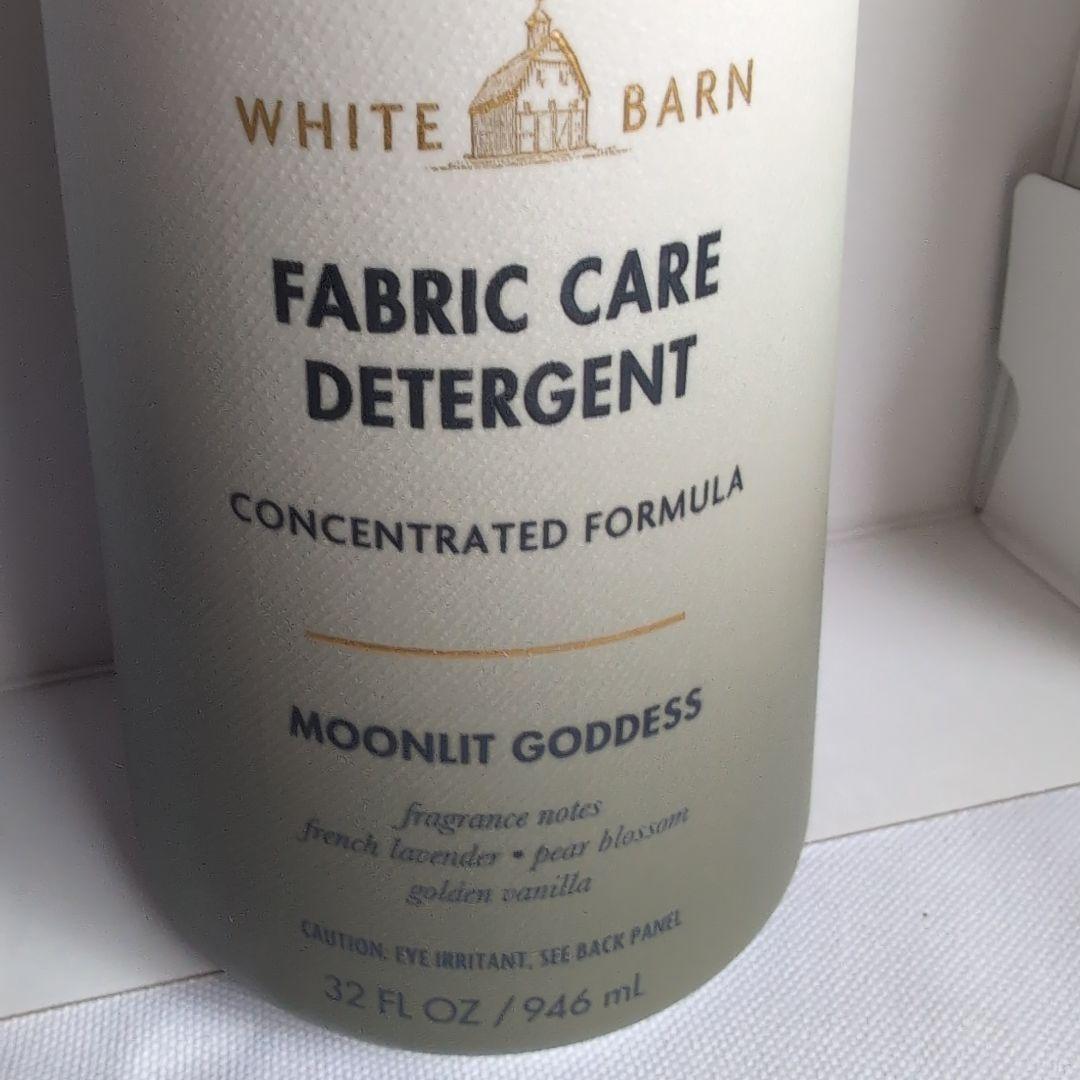 WHITE BARN
FABRIC CARE
DETERGENT
CONCENTRATED FORMULA
MOONLIT GODDESS
fragrance notes
french lavender • pear blossom
golden vanilla
CAUTION. EYE IRRITANT, SEE BACK PANEL
32 FL OZ / 946 mL